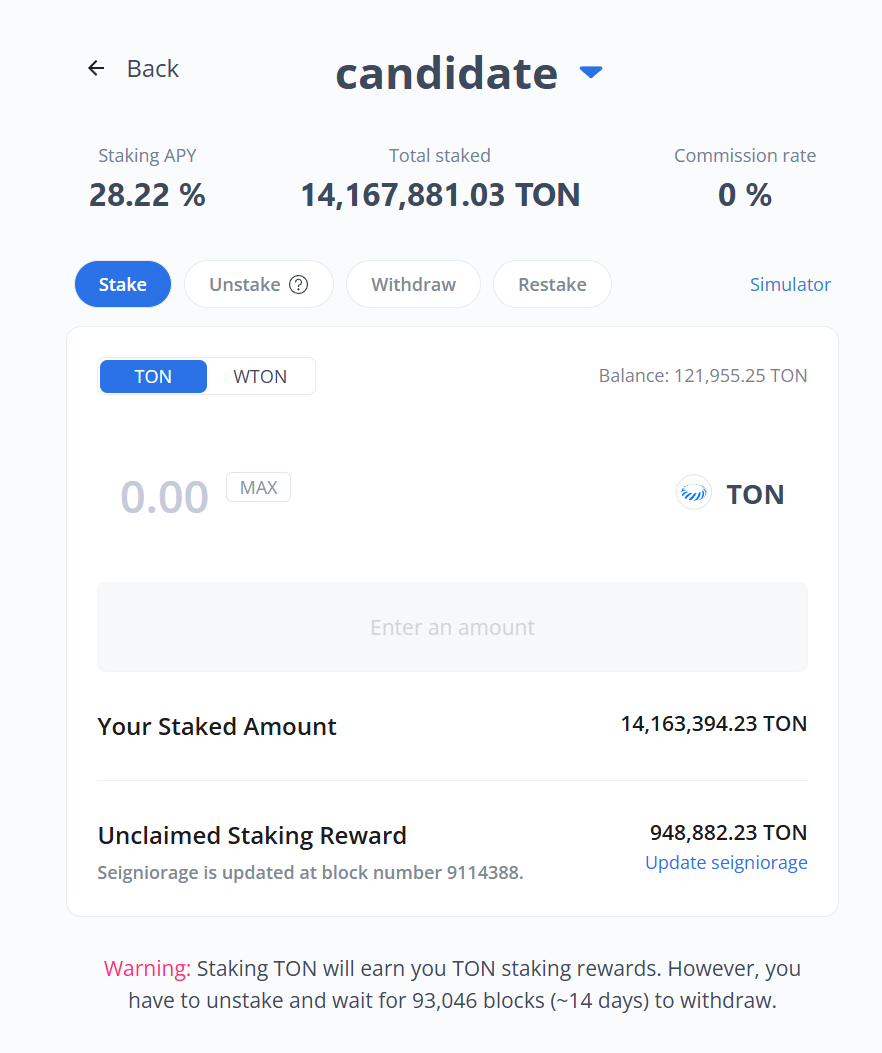 Back
candidate
Staking APY
Total staked
Commission rate
28.22 %
14,167,881.03 TON
0 %
Stake
Unstake ?
Withdraw
Restake
Simulator
TON
WTON
Balance: 121,955.25 TON
0.00
MAX
TON
Enter an amount
Your Staked Amount
14,163,394.23 TON
Unclaimed Staking Reward
948,882.23 TON
Seigniorage is updated at block number 9114388.
Update seigniorage
Warning: Staking TON will earn you TON staking rewards. However, you
have to unstake and wait for 93,046 blocks (~14 days) to withdraw.